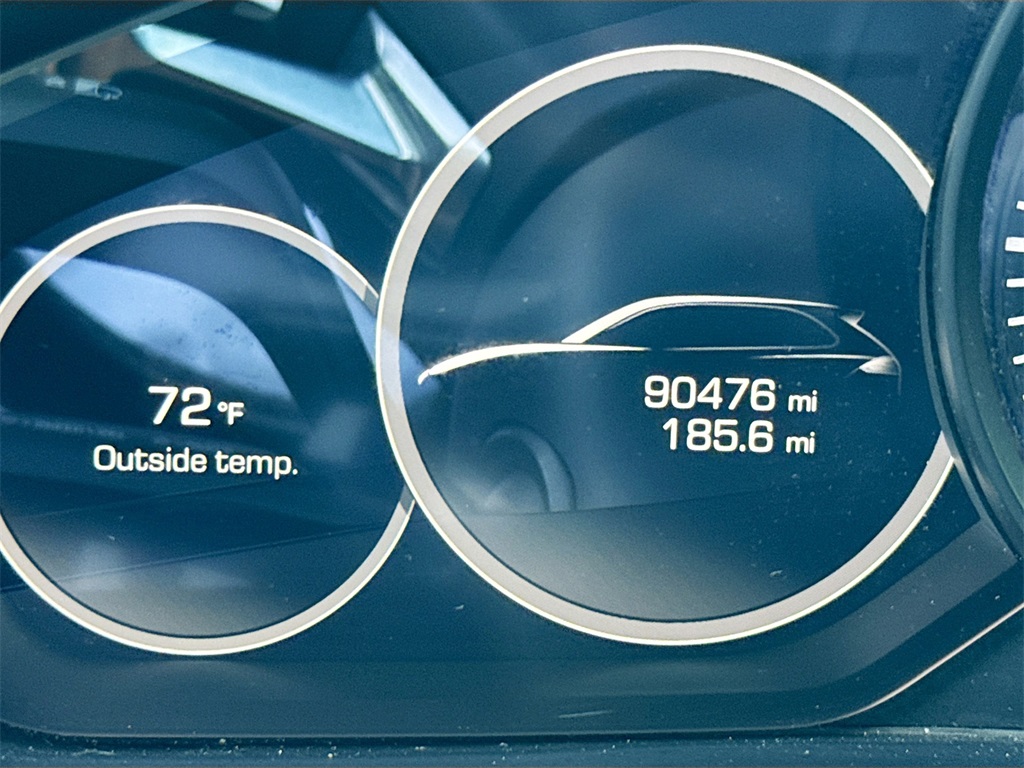 72 °F
Outside temp.
90476 mi
185.6 mi